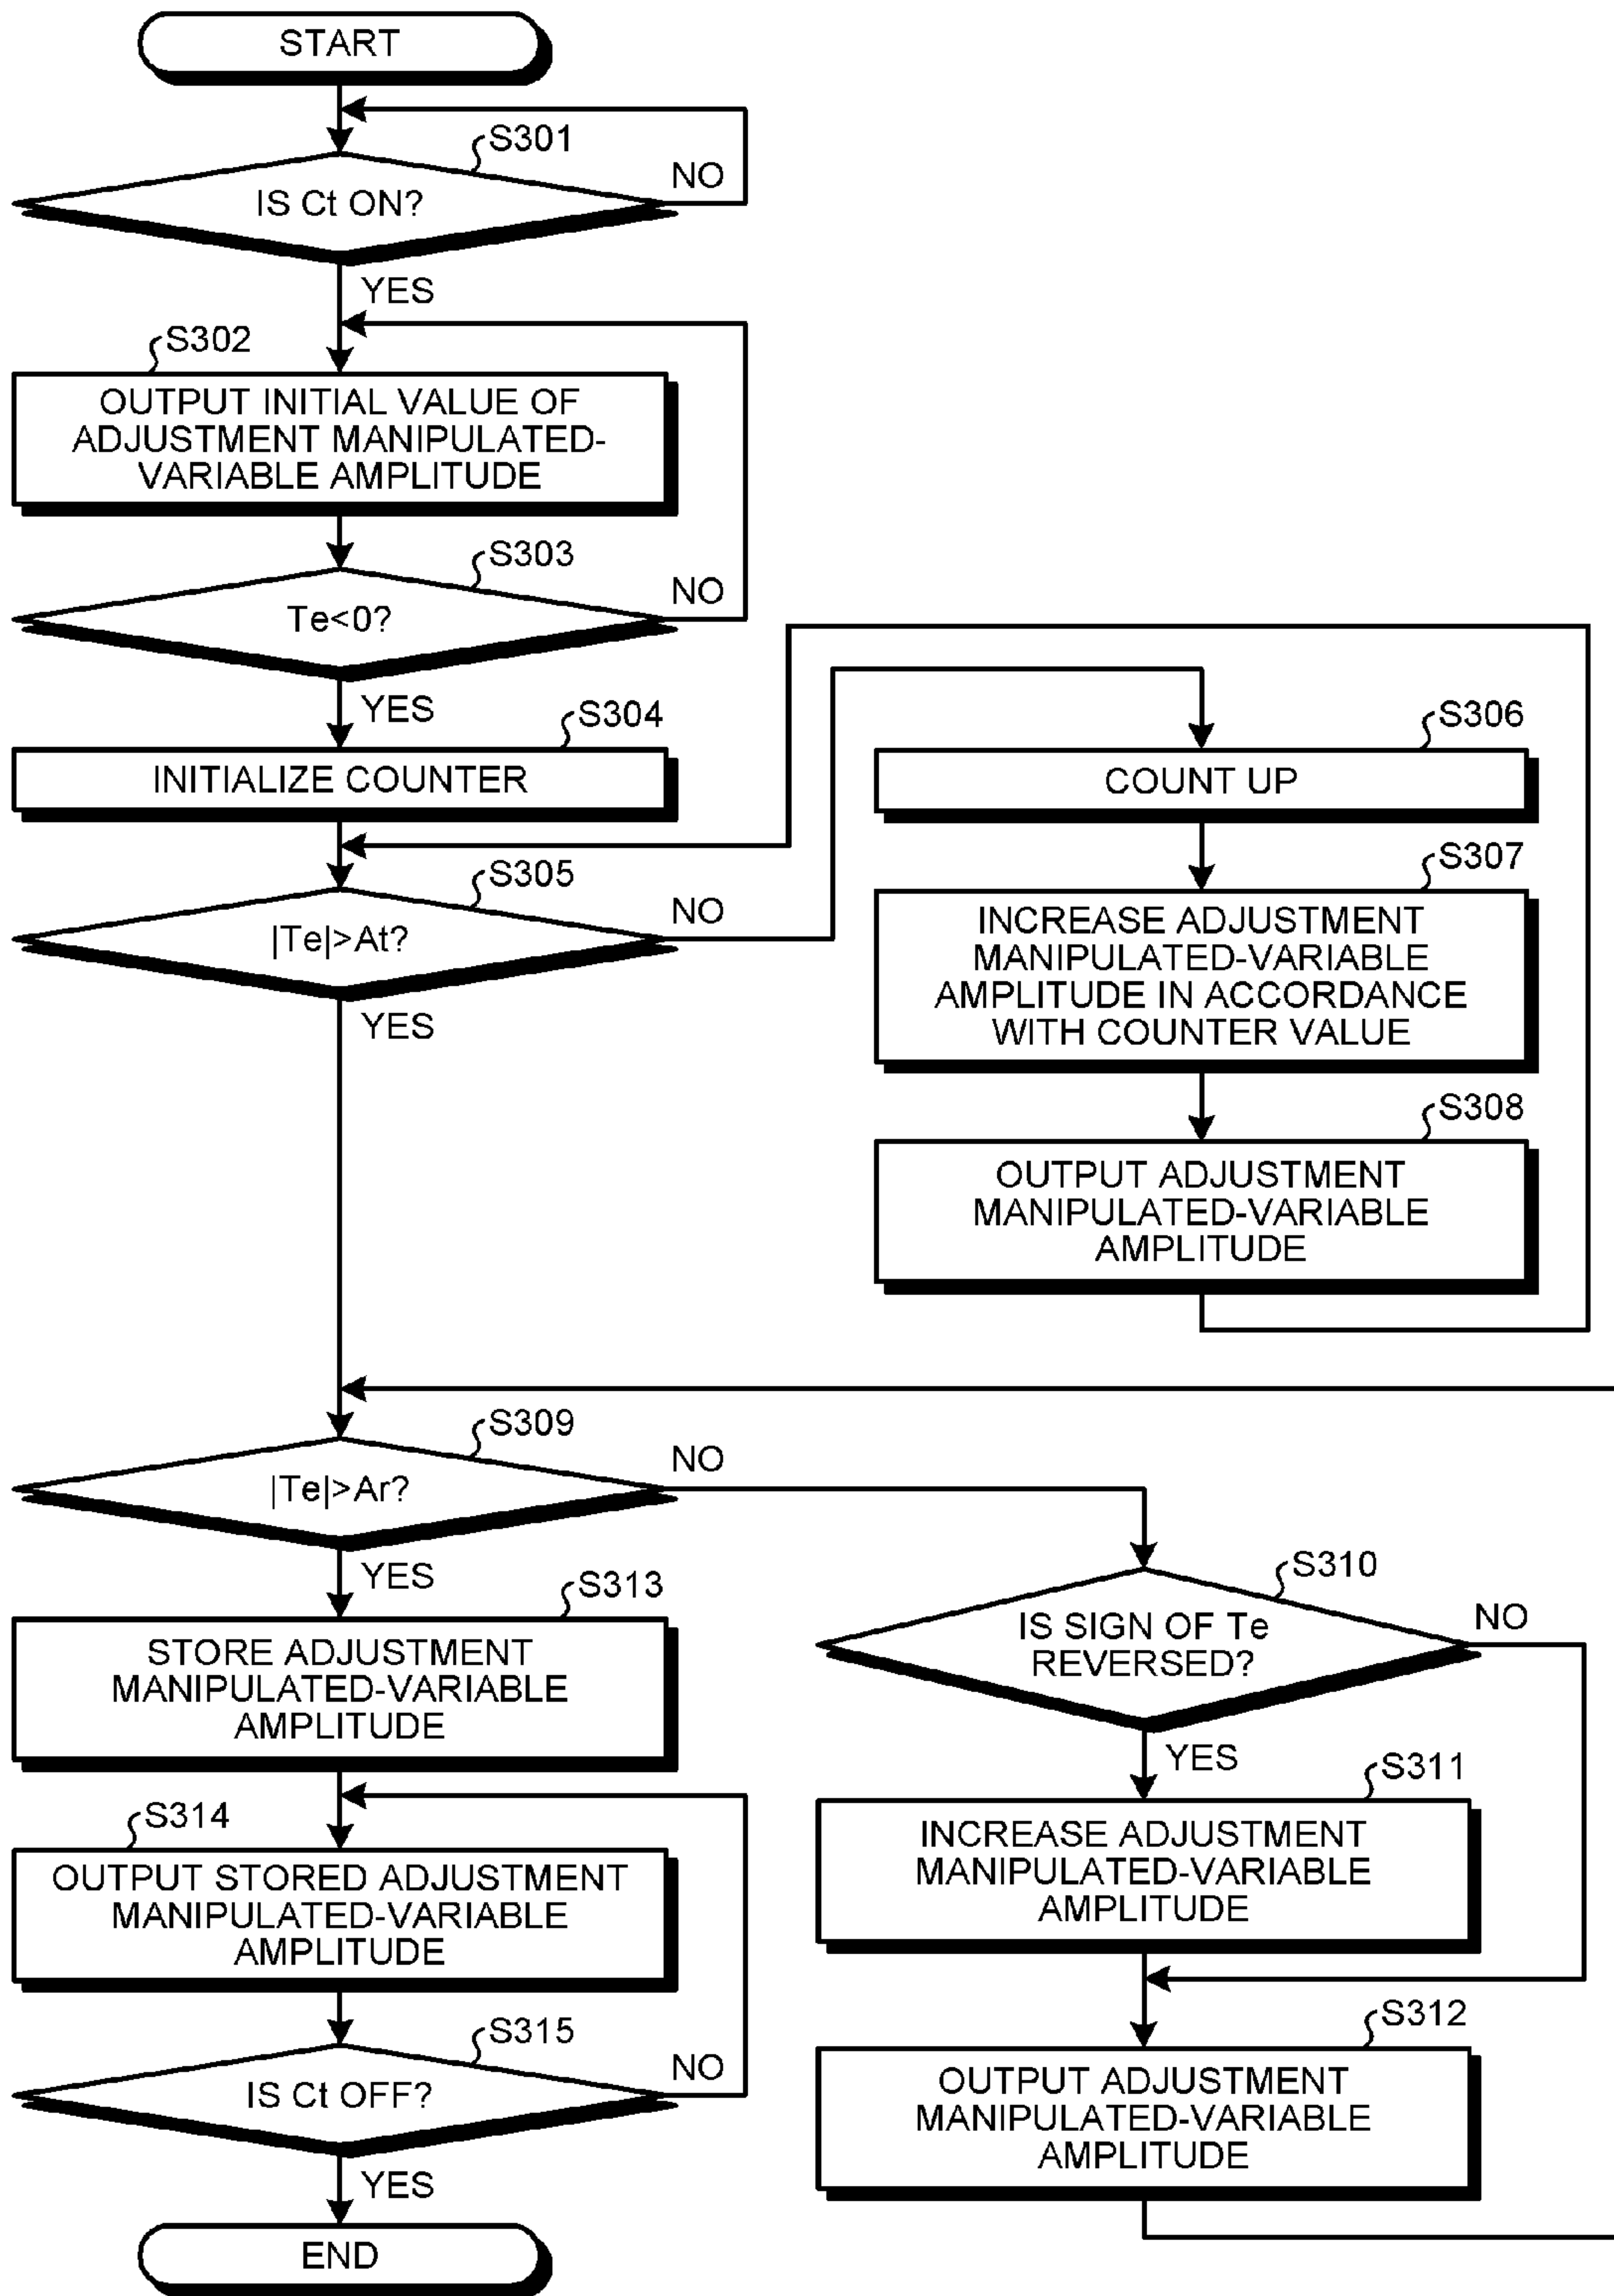 START
S301
IS Ct ON?
NO
YES
S302
OUTPUT INITIAL VALUE OF
ADJUSTMENT MANIPULATED-
VARIABLE AMPLITUDE
S303
Te<0?
NO
YES
S304
INITIALIZE COUNTER
S305
|Te|>At?
NO
YES
S306
COUNT UP
S307
INCREASE ADJUSTMENT
MANIPULATED-VARIABLE
AMPLITUDE IN ACCORDANCE
WITH COUNTER VALUE
S308
OUTPUT ADJUSTMENT
MANIPULATED-VARIABLE
AMPLITUDE
S309
|Te|>Ar?
NO
YES
S310
IS SIGN OF Te
REVERSED?
NO
YES
S311
INCREASE ADJUSTMENT
MANIPULATED-VARIABLE
AMPLITUDE
S312
OUTPUT ADJUSTMENT
MANIPULATED-VARIABLE
AMPLITUDE
S313
STORE ADJUSTMENT
MANIPULATED-VARIABLE
AMPLITUDE
S314
OUTPUT STORED ADJUSTMENT
MANIPULATED-VARIABLE
AMPLITUDE
S315
IS Ct OFF?
NO
YES
END